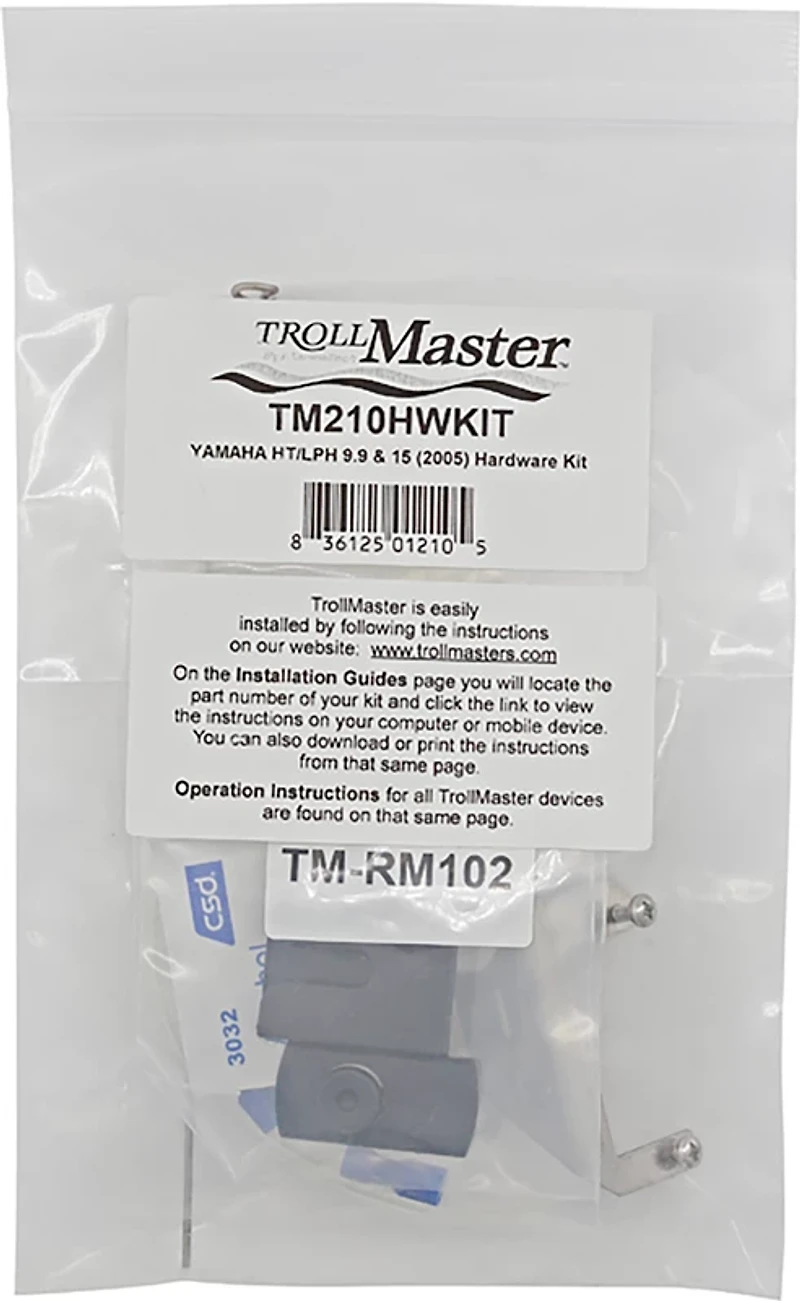 TROLLMaster™
TM210HWKIT
YAMAHA HT/LPH 9.9 & 15 (2005) Hardware Kit
8 36125 01210 5
TrollMaster is easily
installed by following the instructions
on our website: www.trollmasters.com
On the Installation Guides page you will locate the
part number of your kit and click the link to view
the instructions on your computer or mobile device.
You can also download or print the instructions
from that same page.
Operation Instructions for all TrollMaster devices
are found on that same page.
TM-RM102
csd.
3032